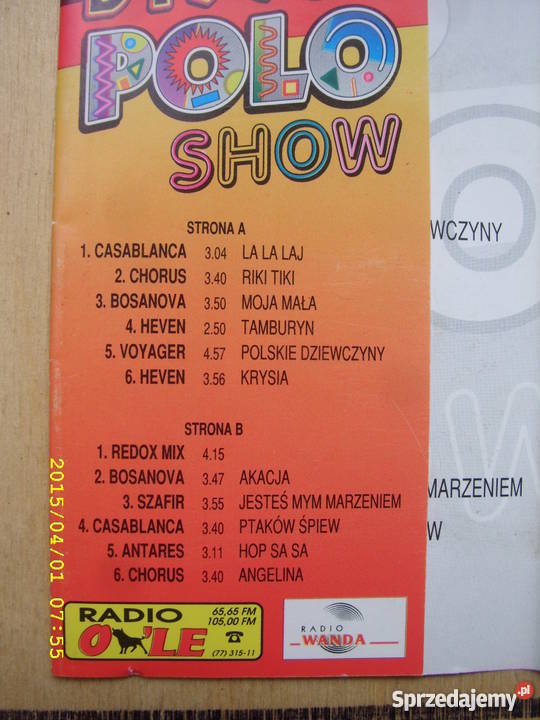 POLO
SHOW
STRONA A
1. CASABLANCA 3.04 LA LA LAJ
2. CHORUS 3.40 RIKI TIKI
3. BOSANOVA 3.50 MOJA MAŁA
4. HEVEN 2.50 TAMBURYN
5. VOYAGER 4.57 POLSKIE DZIEWCZYNY
6. HEVEN 3.56 KRYSIA
STRONA B
1. REDOX MIX 4.15
2. BOSANOVA 3.47 AKACJA
3. SZAFIR 3.55 JESTEŚ MYM MARZENIEM
4. CASABLANCA 3.40 PTAKÓW ŚPIEW
5. ANTARES 3.11 HOP SA SA
6. CHORUS 3.40 ANGELINA
RADIO
O'LE
65,65 FM
105,00 FM
☎
(77) 315-11
RADIO
WANDA
WCZYNY
MARZENIEM
W
2015/04/01 07:55
Sprzedajemy.pl